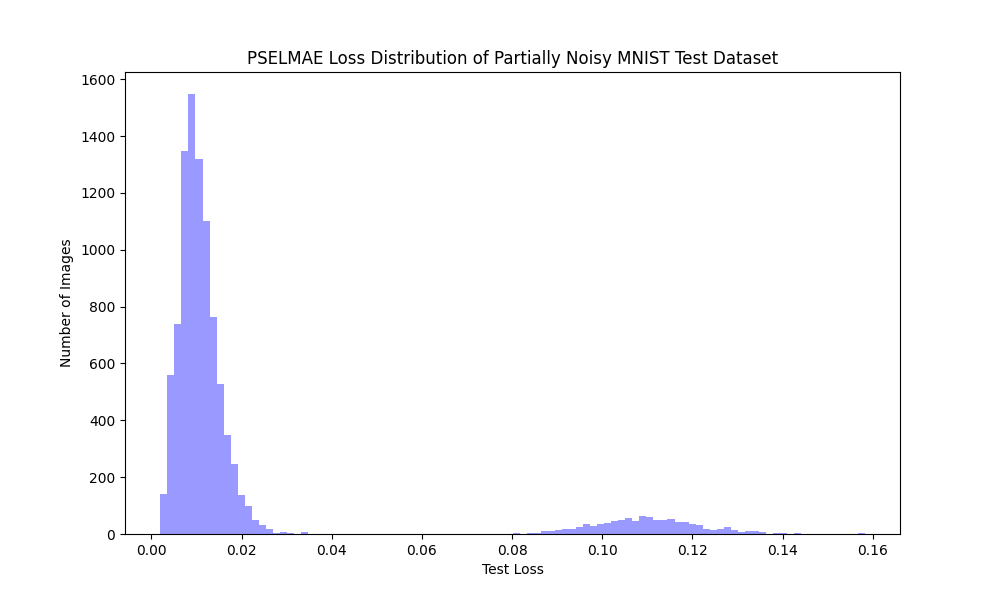 PSELMAE Loss Distribution of Partially Noisy MNIST Test Dataset
1600
1400
1200
1000
800
600
400
200
0
Number of Images
0.00 0.02 0.04 0.06 0.08 0.10 0.12 0.14 0.16
Test Loss